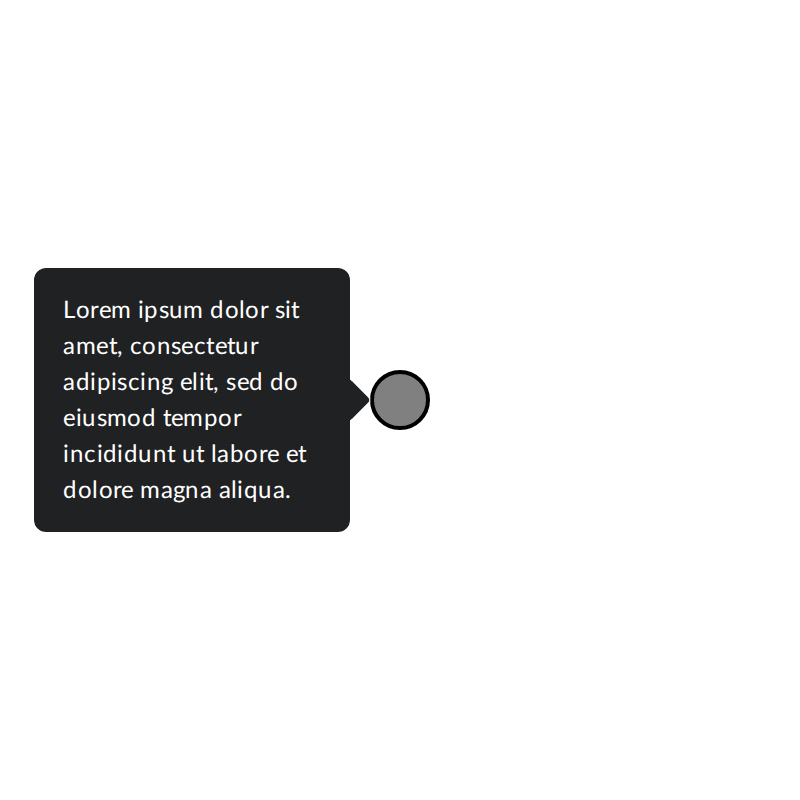 Lorem ipsum dolor sit
amet, consectetur
adipiscing elit, sed do
eiusmod tempor
incididunt ut labore et
dolore magna aliqua.